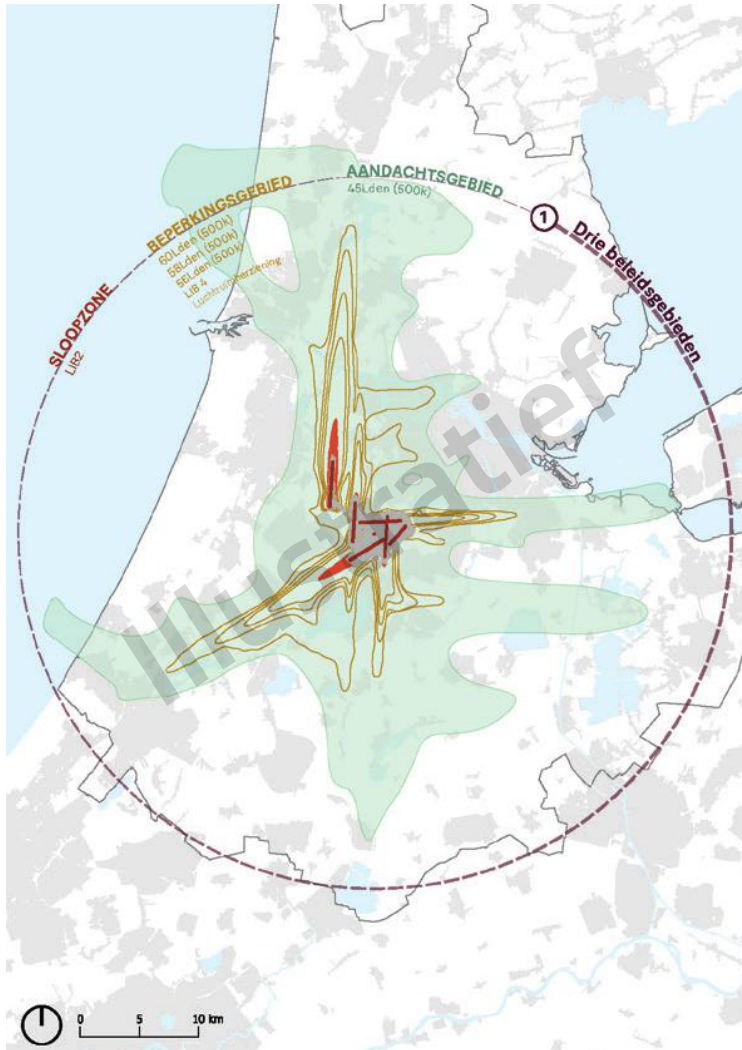 AANDACHTSGEBIED
45Lden (500k)
BEPERKINGSGEBIED
60Lden (500k)
58Lden (500k)
56Lden (500k)
LIB 4
Luchtruimherziening
SLOOPZONE
LIB2
1
Drie beleidsgebieden
Illustratief
0 5 10 km